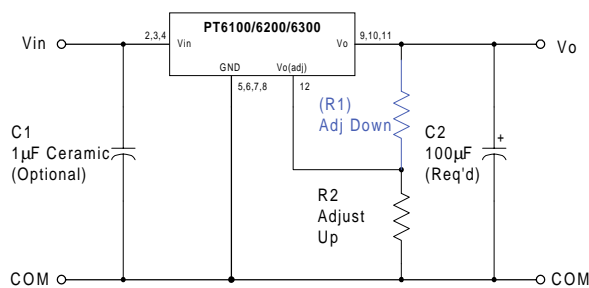 PT6100/6200/6300
Vin
2,3,4
Vin
Vo
9,10,11
Vo
GND
Vo(adj)
5,6,7,8
12
(R1)
Adj Down
C1
1μF Ceramic
(Optional)
C2
100μF
(Req'd)
+
R2
Adjust
Up
COM
COM